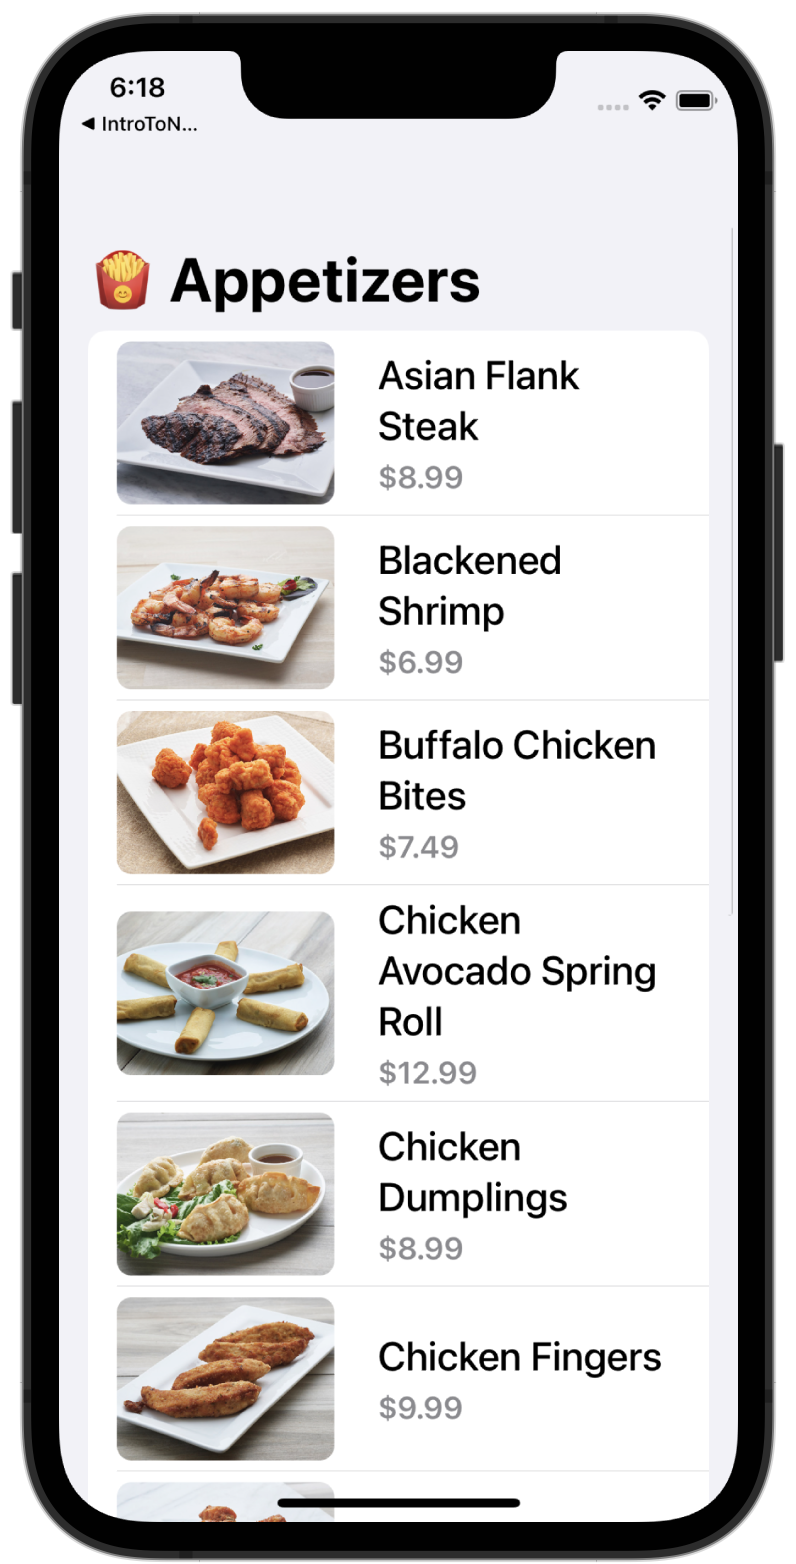 6:18
◀ IntroToN...
🍟 Appetizers
Asian Flank
Steak
$8.99
Blackened
Shrimp
$6.99
Buffalo Chicken
Bites
$7.49
Chicken
Avocado Spring
Roll
$12.99
Chicken
Dumplings
$8.99
Chicken Fingers
$9.99